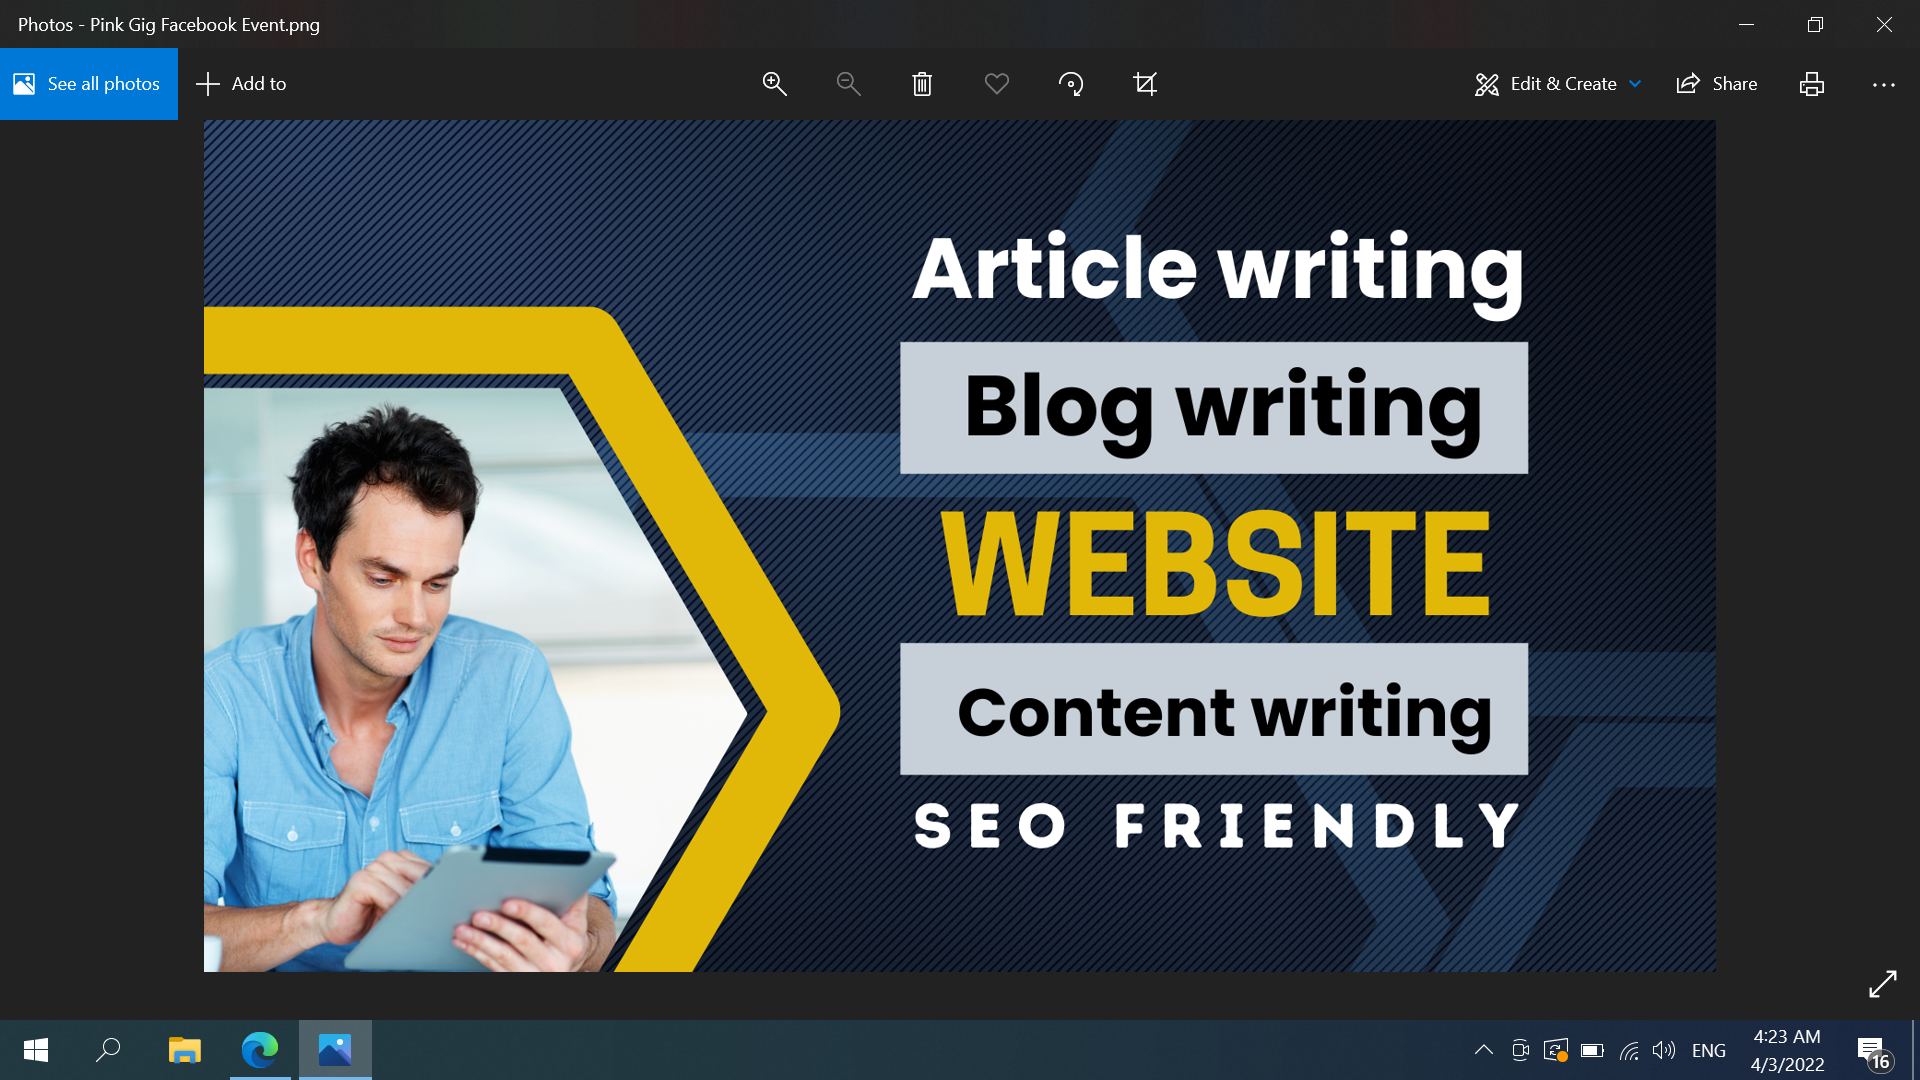 Photos - Pink Gig Facebook Event.png
See all photos
Add to
Edit & Create
Share
Article writing
Blog writing
WEBSITE
Content writing
SEO FRIENDLY
ENG
4:23 AM
4/3/2022
16